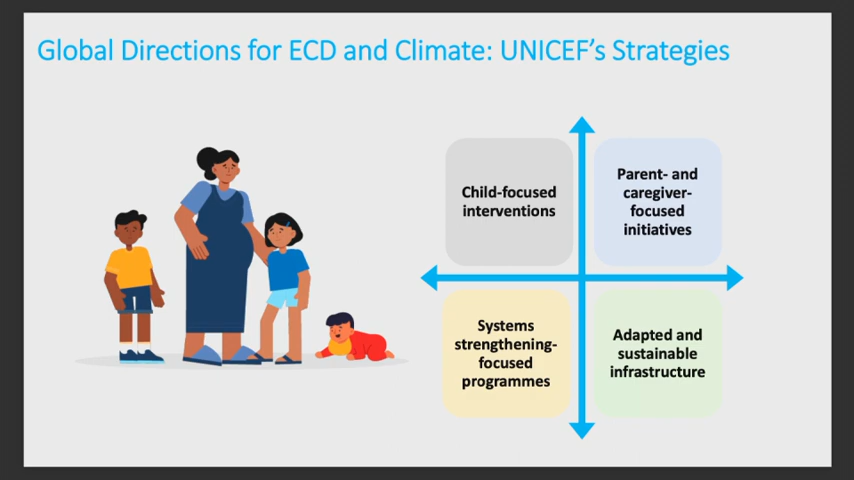 Global Directions for ECD and Climate: UNICEF’s Strategies
Child-focused
interventions
Parent- and
caregiver-
focused
initiatives
Systems
strengthening-
focused
programmes
Adapted and
sustainable
infrastructure